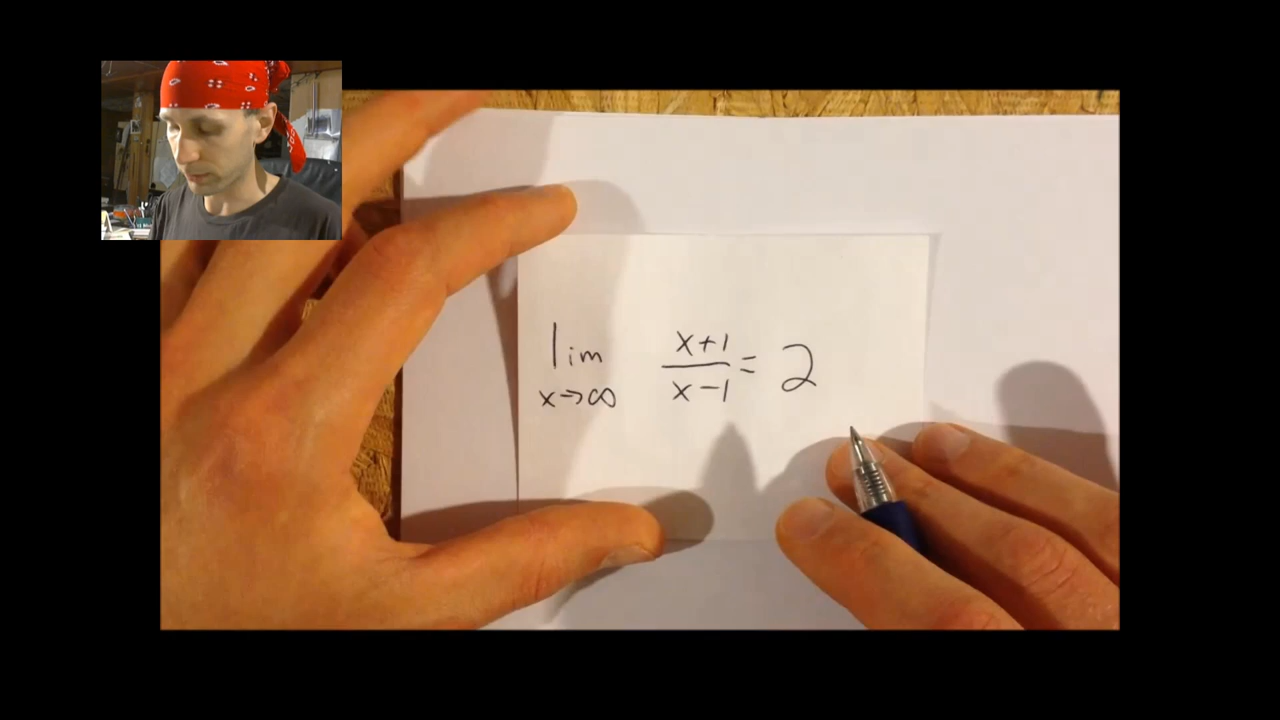 lim x→∞ x+1/x-1 = 2